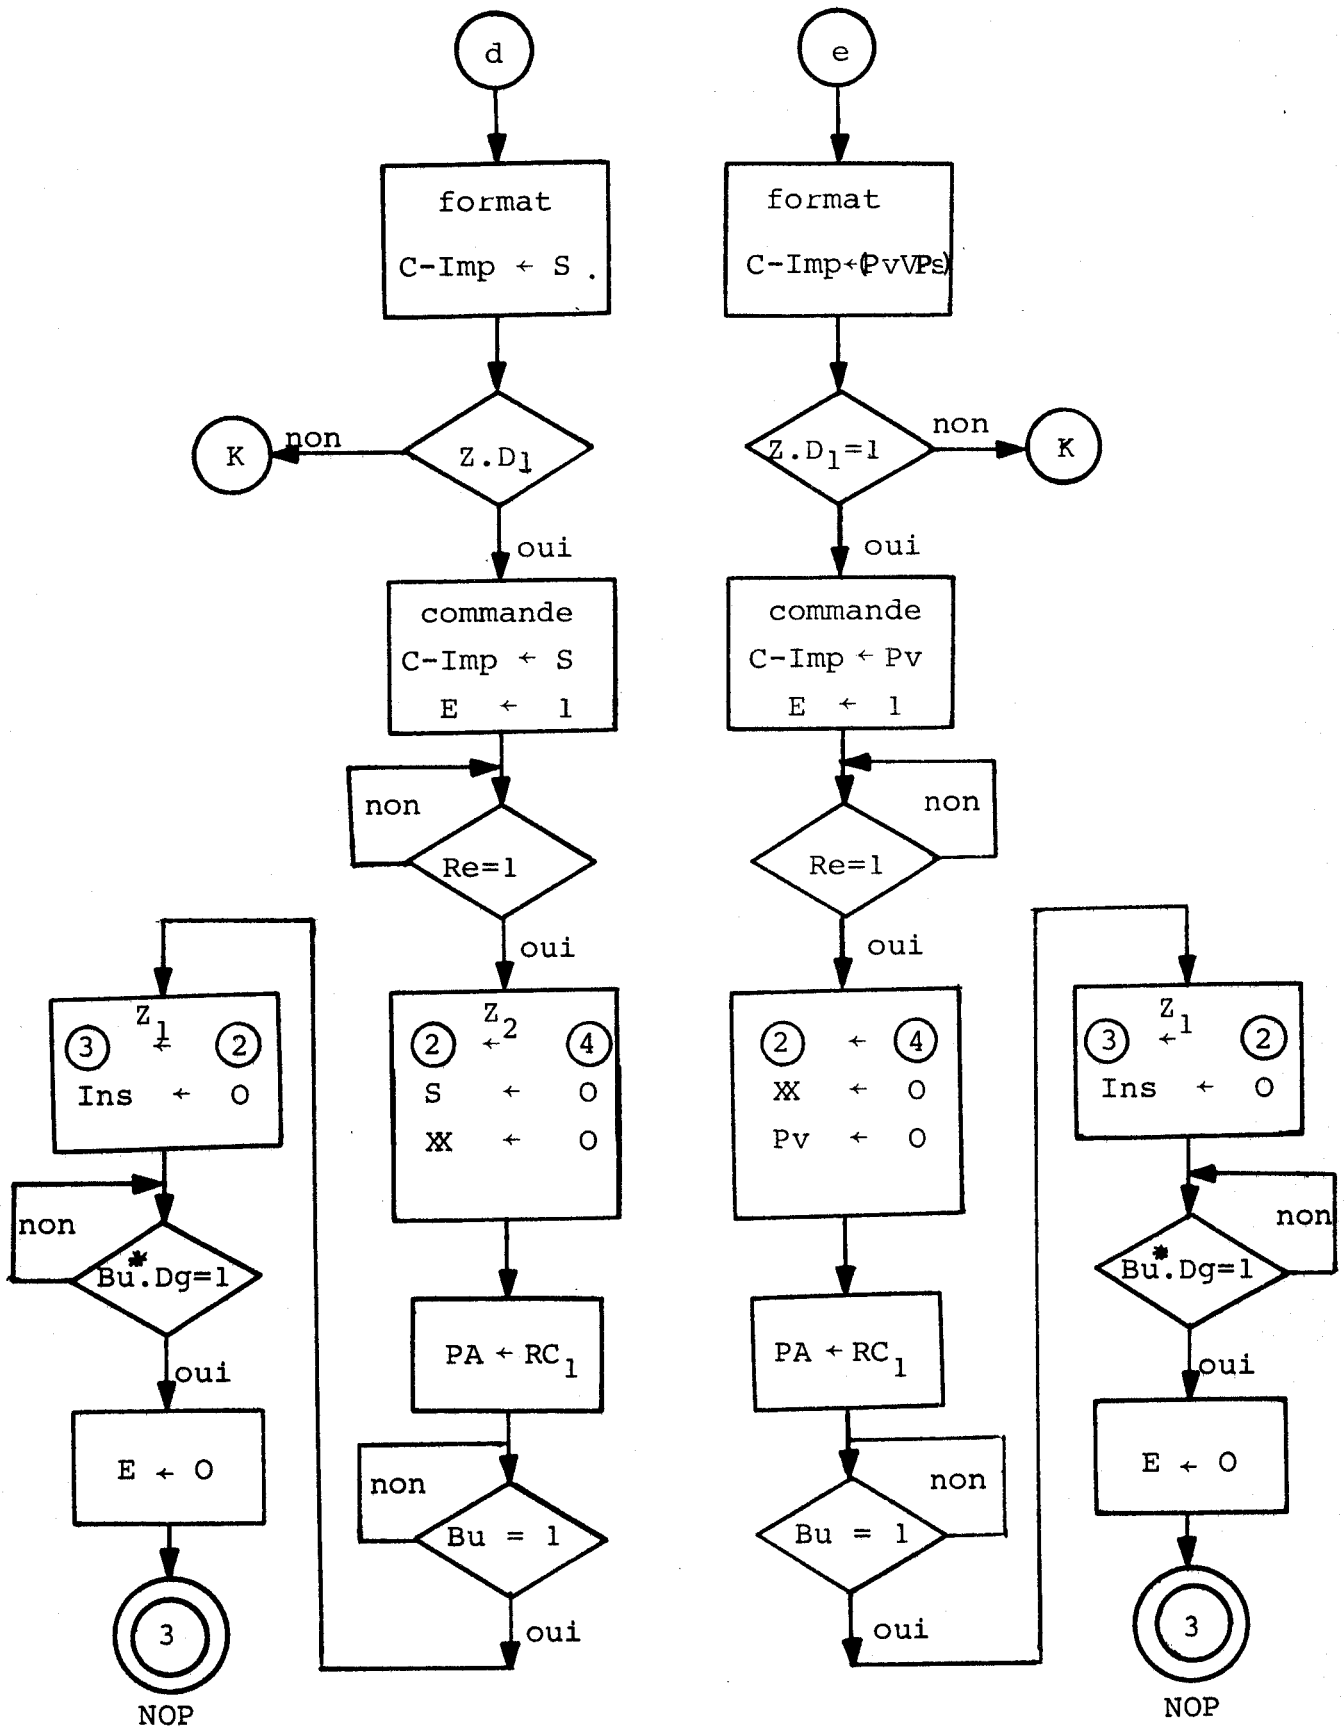 d
format
C-Imp ← S .
Z.D1
non
K
oui
commande
C-Imp ← S
E ← 1
non
Re=1
oui
Z2
2 ← 4
S ← O
XX ← O
PA ← RC1
non
Bu = 1
oui
Z1
3 ← 2
Ins ← O
non
Bu*.Dg=1
oui
E ← O
3
NOP
e
format
C-Imp←(PvVPs)
Z.D1=1
non
K
oui
commande
C-Imp ← Pv
E ← 1
non
Re=1
oui
2 ← 4
XX ← O
Pv ← O
PA ← RC1
non
Bu = 1
oui
Z1
3 ← 2
Ins ← O
non
Bu*.Dg=1
oui
E ← O
3
NOP